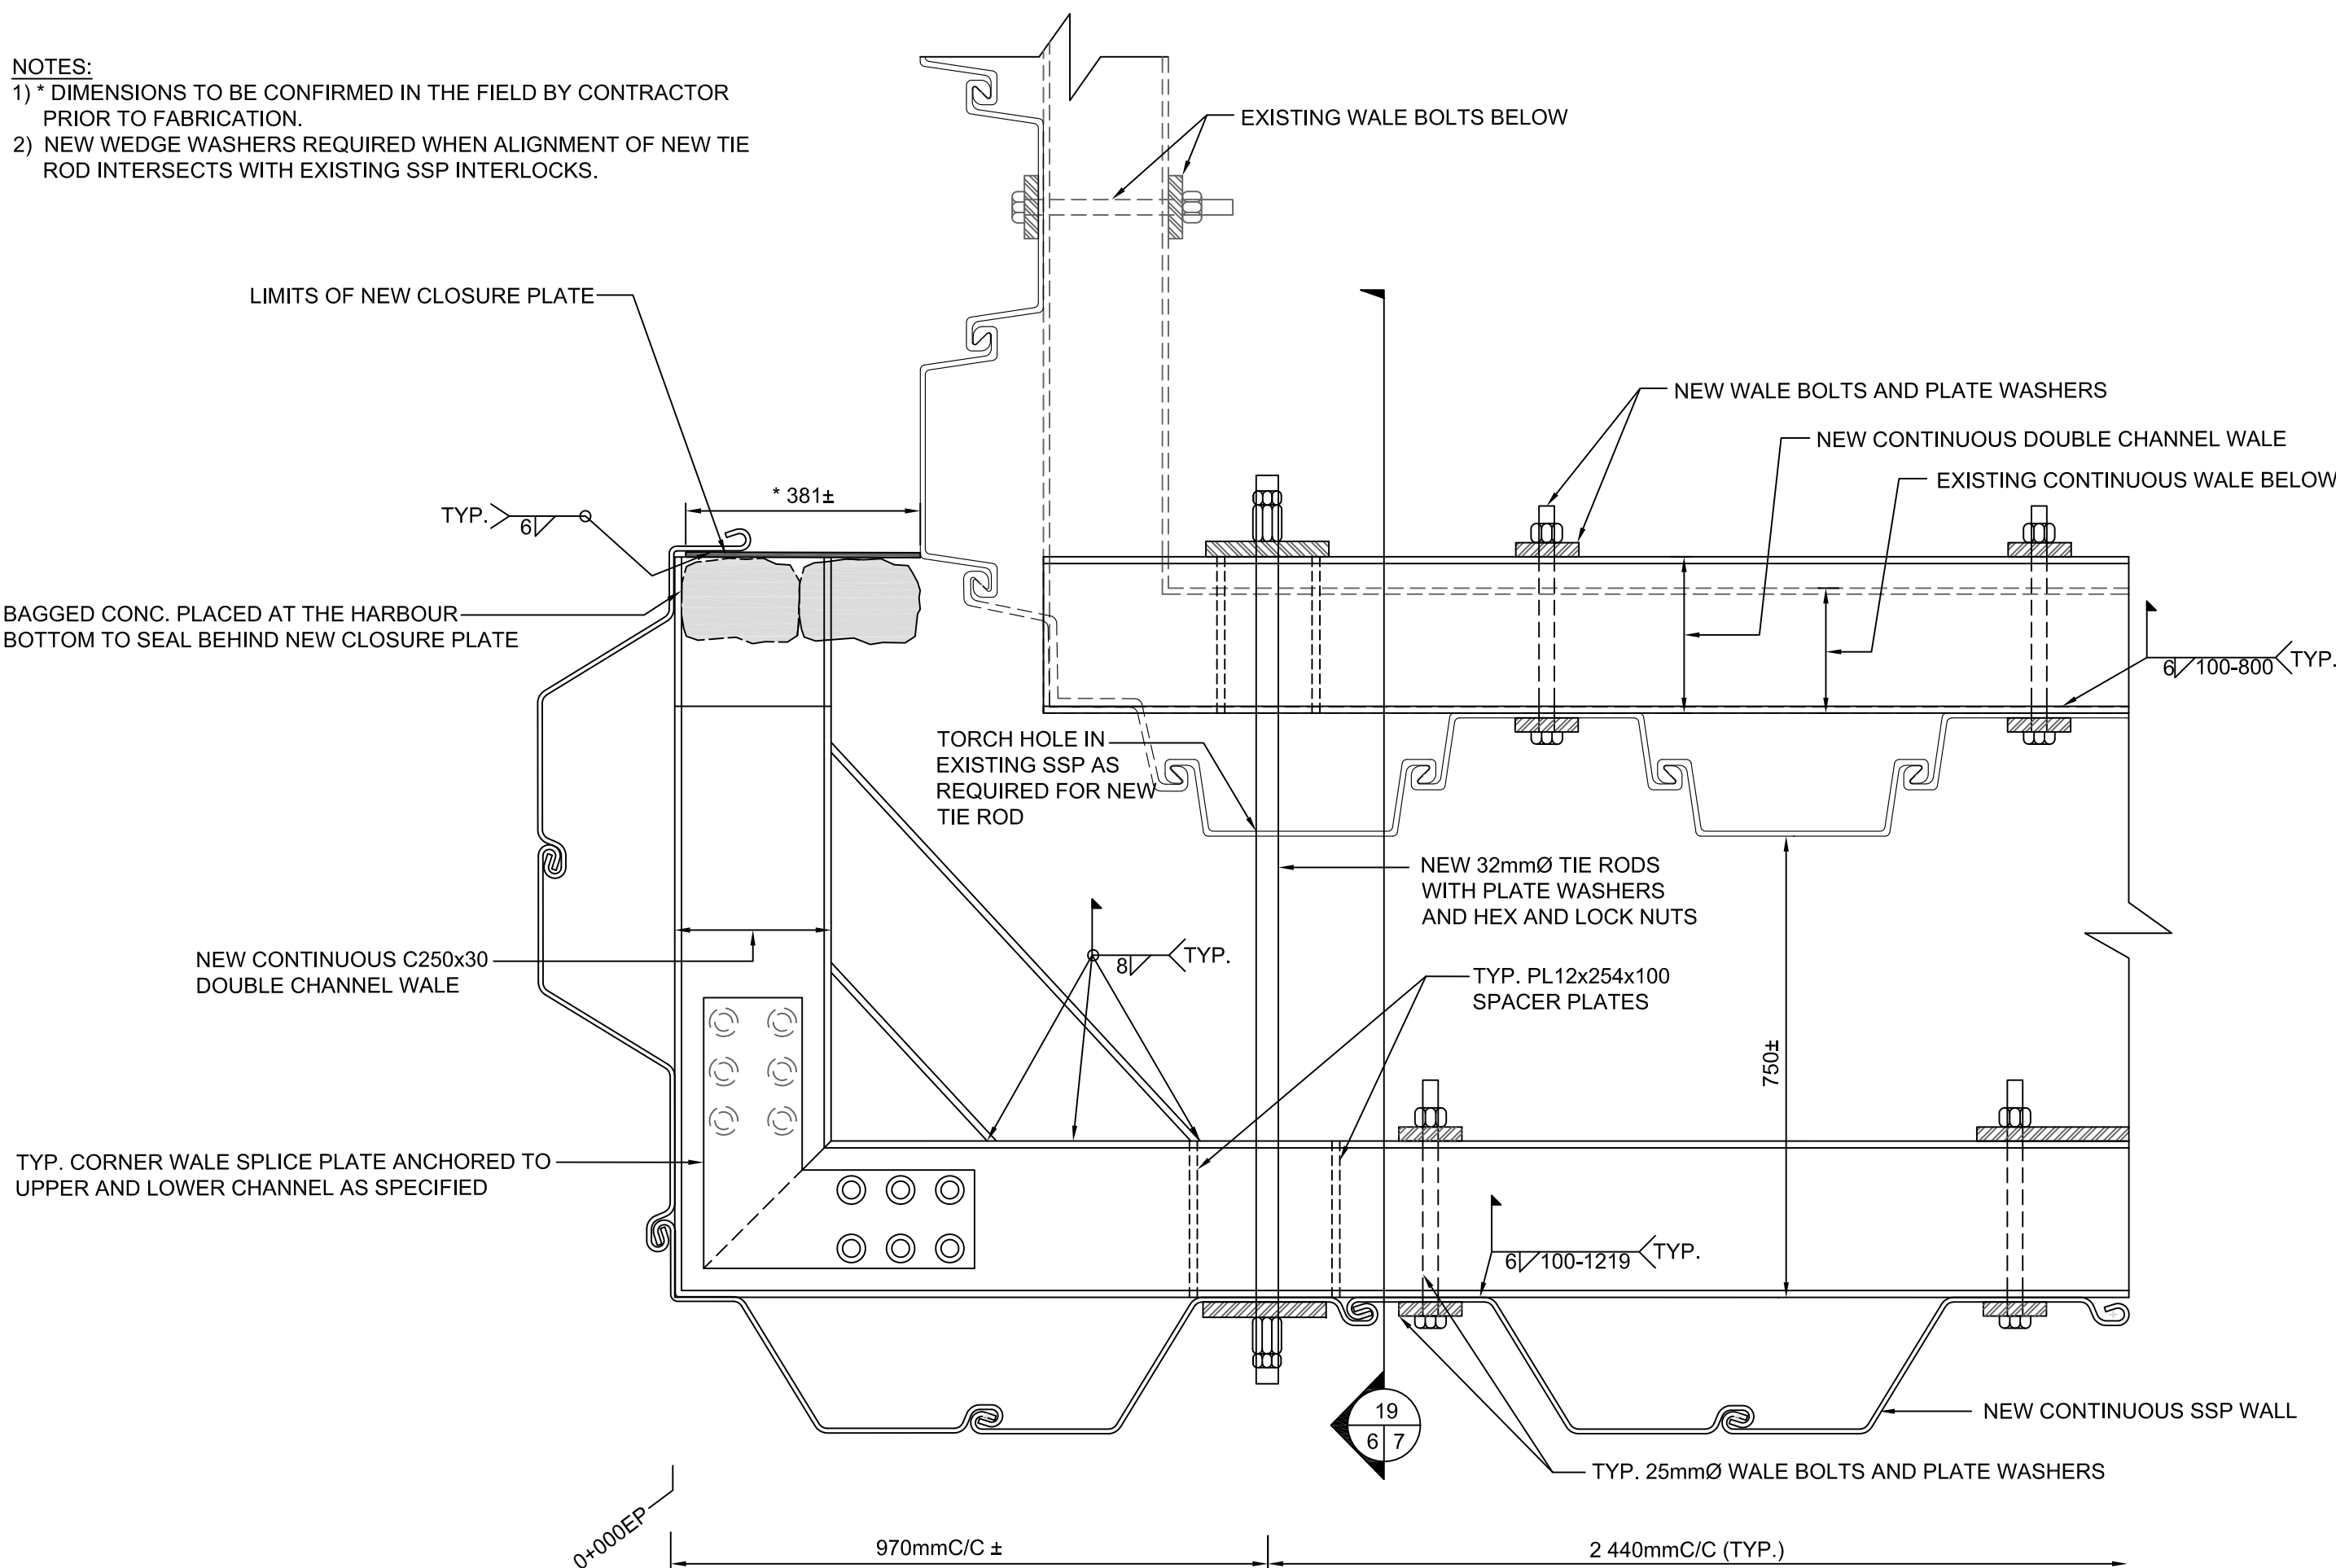 NOTES:
1) * DIMENSIONS TO BE CONFIRMED IN THE FIELD BY CONTRACTOR
PRIOR TO FABRICATION.
2) NEW WEDGE WASHERS REQUIRED WHEN ALIGNMENT OF NEW TIE
ROD INTERSECTS WITH EXISTING SSP INTERLOCKS.
EXISTING WALE BOLTS BELOW
LIMITS OF NEW CLOSURE PLATE
NEW WALE BOLTS AND PLATE WASHERS
NEW CONTINUOUS DOUBLE CHANNEL WALE
EXISTING CONTINUOUS WALE BELOW
* 381±
TYP.
6
BAGGED CONC. PLACED AT THE HARBOUR
BOTTOM TO SEAL BEHIND NEW CLOSURE PLATE
6 100-800 TYP.
TORCH HOLE IN
EXISTING SSP AS
REQUIRED FOR NEW
TIE ROD
NEW 32mmØ TIE RODS
WITH PLATE WASHERS
AND HEX AND LOCK NUTS
NEW CONTINUOUS C250x30
DOUBLE CHANNEL WALE
8 TYP.
TYP. PL12x254x100
SPACER PLATES
750±
TYP. CORNER WALE SPLICE PLATE ANCHORED TO
UPPER AND LOWER CHANNEL AS SPECIFIED
6 100-1219 TYP.
19
6 7
NEW CONTINUOUS SSP WALL
TYP. 25mmØ WALE BOLTS AND PLATE WASHERS
0+000EP
970mmC/C ±
2 440mmC/C (TYP.)